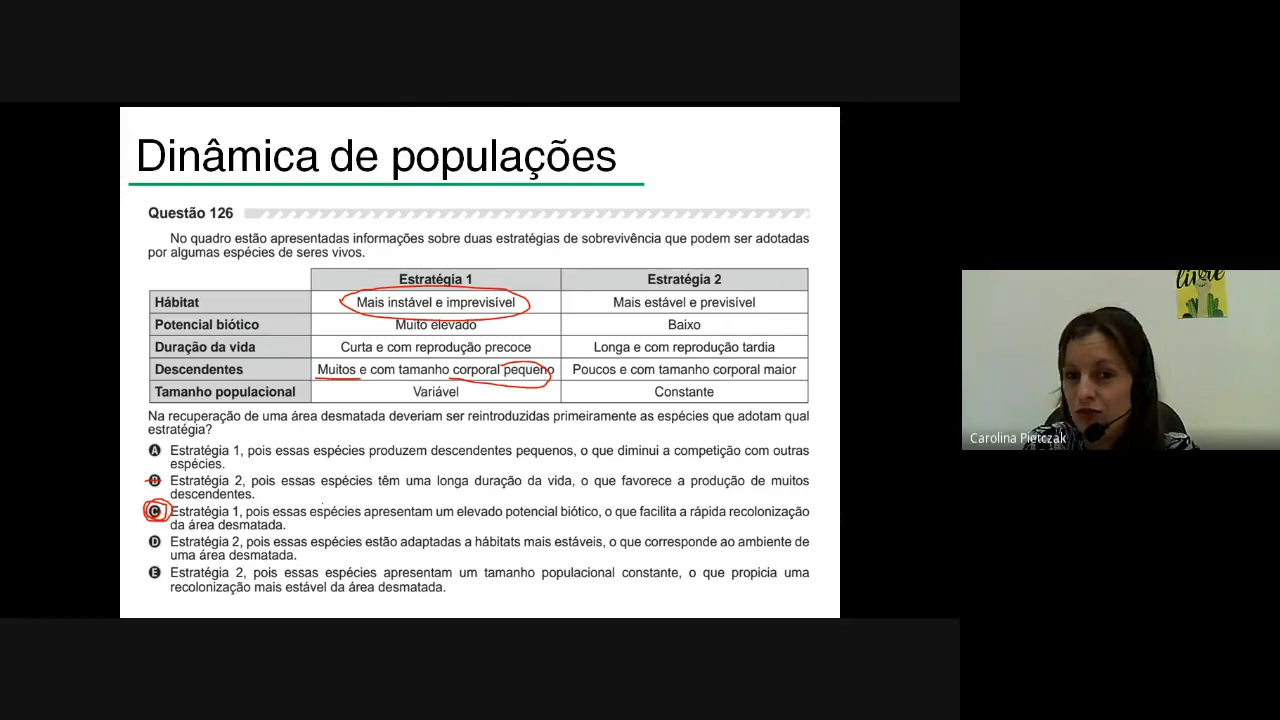 Dinâmica de populações
Questão 126
No quadro estão apresentadas informações sobre duas estratégias de sobrevivência que podem ser adotadas
por algumas espécies de seres vivos.
Estratégia 1 Estratégia 2
Hábitat Mais instável e imprevisível Mais estável e previsível
Potencial biótico Muito elevado Baixo
Duração da vida Curta e com reprodução precoce Longa e com reprodução tardia
Descendentes Muitos e com tamanho corporal pequeno Poucos e com tamanho corporal maior
Tamanho populacional Variável Constante
Na recuperação de uma área desmatada deveriam ser reintroduzidas primeiramente as espécies que adotam qual
estratégia?
A Estratégia 1, pois essas espécies produzem descendentes pequenos, o que diminui a competição com outras
espécies.
B Estratégia 2, pois essas espécies têm uma longa duração da vida, o que favorece a produção de muitos
descendentes.
C Estratégia 1, pois essas espécies apresentam um elevado potencial biótico, o que facilita a rápida recolonização
da área desmatada.
D Estratégia 2, pois essas espécies estão adaptadas a hábitats mais estáveis, o que corresponde ao ambiente de
uma área desmatada.
E Estratégia 2, pois essas espécies apresentam um tamanho populacional constante, o que propicia uma
recolonização mais estável da área desmatada.
livre
Carolina Pietczak